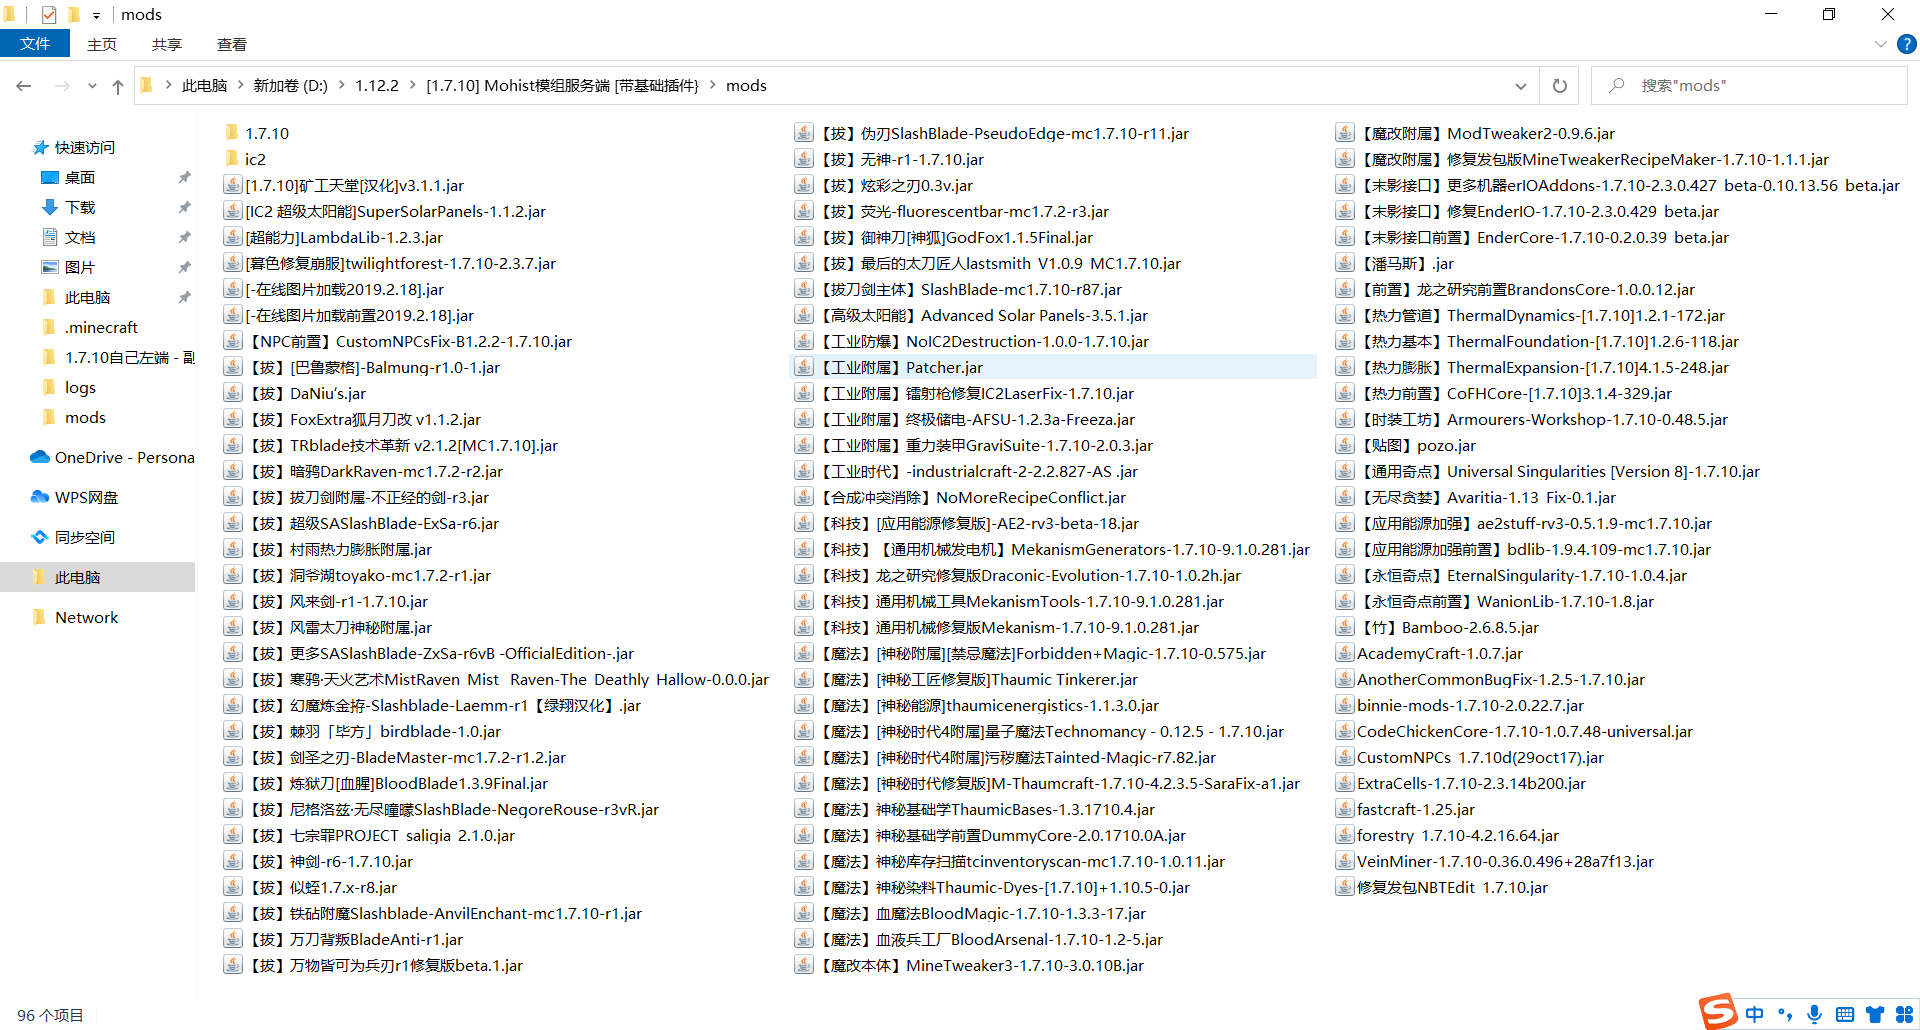 mods
文件 主页 共享 查看
此电脑 新加卷 (D:) 1.12.2 [1.7.10] Mohist模组服务端 [带基础插件} mods
搜索"mods"
快速访问
桌面
下载
文档
图片
此电脑
.minecraft
1.7.10自己左端 - 副
logs
mods
OneDrive - Persona
WPS网盘
同步空间
此电脑
Network
1.7.10
ic2
[1.7.10]矿工天堂[汉化]v3.1.1.jar
[IC2 超级太阳能]SuperSolarPanels-1.1.2.jar
[超能力]LambdaLib-1.2.3.jar
[暮色修复崩服]twilightforest-1.7.10-2.3.7.jar
[-在线图片加载2019.2.18].jar
[-在线图片加载前置2019.2.18].jar
【NPC前置】CustomNPCsFix-B1.2.2-1.7.10.jar
【拔】[巴鲁蒙格]-Balmung-r1.0-1.jar
【拔】DaNiu‘s.jar
【拔】FoxExtra狐月刀改 v1.1.2.jar
【拔】TRblade技术革新 v2.1.2[MC1.7.10].jar
【拔】暗鸦DarkRaven-mc1.7.2-r2.jar
【拔】拔刀剑附属-不正经的剑-r3.jar
【拔】超级SASlashBlade-ExSa-r6.jar
【拔】村雨热力膨胀附属.jar
【拔】洞爷湖toyako-mc1.7.2-r1.jar
【拔】风来剑-r1-1.7.10.jar
【拔】风雷太刀神秘附属.jar
【拔】更多SASlashBlade-ZxSa-r6vB -OfficialEdition-.jar
【拔】寒鸦·天火艺术MistRaven_Mist_ Raven-The_Deathly_Hallow-0.0.0.jar
【拔】幻魔炼金拵-Slashblade-Laemm-r1【绿翔汉化】.jar
【拔】棘羽「毕方」birdblade-1.0.jar
【拔】剑圣之刃-BladeMaster-mc1.7.2-r1.2.jar
【拔】炼狱刀[血腥]BloodBlade1.3.9Final.jar
【拔】尼格洛兹·无尽曈曚SlashBlade-NegoreRouse-r3vR.jar
【拔】七宗罪PROJECT_saligia_2.1.0.jar
【拔】神剑-r6-1.7.10.jar
【拔】似蛭1.7.x-r8.jar
【拔】铁砧附魔Slashblade-AnvilEnchant-mc1.7.10-r1.jar
【拔】万刀背叛BladeAnti-r1.jar
【拔】万物皆可为兵刃r1修复版beta.1.jar
【拔】伪刃SlashBlade-PseudoEdge-mc1.7.10-r11.jar
【拔】无神-r1-1.7.10.jar
【拔】炫彩之刃0.3v.jar
【拔】荧光-fluorescentbar-mc1.7.2-r3.jar
【拔】御神刀[神狐]GodFox1.1.5Final.jar
【拔】最后的太刀匠人lastsmith_V1.0.9_MC1.7.10.jar
【拔刀剑主体】SlashBlade-mc1.7.10-r87.jar
【高级太阳能】Advanced Solar Panels-3.5.1.jar
【工业防爆】NoIC2Destruction-1.0.0-1.7.10.jar
【工业附属】Patcher.jar
【工业附属】镭射枪修复IC2LaserFix-1.7.10.jar
【工业附属】终极储电-AFSU-1.2.3a-Freeza.jar
【工业附属】重力装甲GraviSuite-1.7.10-2.0.3.jar
【工业时代】-industrialcraft-2-2.2.827-AS .jar
【合成冲突消除】NoMoreRecipeConflict.jar
【科技】[应用能源修复版]-AE2-rv3-beta-18.jar
【科技】【通用机械发电机】MekanismGenerators-1.7.10-9.1.0.281.jar
【科技】龙之研究修复版Draconic-Evolution-1.7.10-1.0.2h.jar
【科技】通用机械工具MekanismTools-1.7.10-9.1.0.281.jar
【科技】通用机械修复版Mekanism-1.7.10-9.1.0.281.jar
【魔法】[神秘附属][禁忌魔法]Forbidden+Magic-1.7.10-0.575.jar
【魔法】[神秘工匠修复版]Thaumic Tinkerer.jar
【魔法】[神秘能源]thaumicenergistics-1.1.3.0.jar
【魔法】[神秘时代4附属]量子魔法Technomancy - 0.12.5 - 1.7.10.jar
【魔法】[神秘时代4附属]污秽魔法Tainted-Magic-r7.82.jar
【魔法】[神秘时代修复版]M-Thaumcraft-1.7.10-4.2.3.5-SaraFix-a1.jar
【魔法】神秘基础学ThaumicBases-1.3.1710.4.jar
【魔法】神秘基础学前置DummyCore-2.0.1710.0A.jar
【魔法】神秘库存扫描tcinventoryscan-mc1.7.10-1.0.11.jar
【魔法】神秘染料Thaumic-Dyes-[1.7.10]+1.10.5-0.jar
【魔法】血魔法BloodMagic-1.7.10-1.3.3-17.jar
【魔法】血液兵工厂BloodArsenal-1.7.10-1.2-5.jar
【魔改本体】MineTweaker3-1.7.10-3.0.10B.jar
【魔改附属】ModTweaker2-0.9.6.jar
【魔改附属】修复发包版MineTweakerRecipeMaker-1.7.10-1.1.1.jar
【末影接口】更多机器erIOAddons-1.7.10-2.3.0.427_beta-0.10.13.56_beta.jar
【末影接口】修复EnderIO-1.7.10-2.3.0.429_beta.jar
【末影接口前置】EnderCore-1.7.10-0.2.0.39_beta.jar
【潘马斯】.jar
【前置】龙之研究前置BrandonsCore-1.0.0.12.jar
【热力管道】ThermalDynamics-[1.7.10]1.2.1-172.jar
【热力基本】ThermalFoundation-[1.7.10]1.2.6-118.jar
【热力膨胀】ThermalExpansion-[1.7.10]4.1.5-248.jar
【热力前置】CoFHCore-[1.7.10]3.1.4-329.jar
【时装工坊】Armourers-Workshop-1.7.10-0.48.5.jar
【贴图】pozo.jar
【通用奇点】Universal Singularities [Version 8]-1.7.10.jar
【无尽贪婪】Avaritia-1.13_Fix-0.1.jar
【应用能源加强】ae2stuff-rv3-0.5.1.9-mc1.7.10.jar
【应用能源加强前置】bdlib-1.9.4.109-mc1.7.10.jar
【永恒奇点】EternalSingularity-1.7.10-1.0.4.jar
【永恒奇点前置】WanionLib-1.7.10-1.8.jar
【竹】Bamboo-2.6.8.5.jar
AcademyCraft-1.0.7.jar
AnotherCommonBugFix-1.2.5-1.7.10.jar
binnie-mods-1.7.10-2.0.22.7.jar
CodeChickenCore-1.7.10-1.0.7.48-universal.jar
CustomNPCs_1.7.10d(29oct17).jar
ExtraCells-1.7.10-2.3.14b200.jar
fastcraft-1.25.jar
forestry_1.7.10-4.2.16.64.jar
VeinMiner-1.7.10-0.36.0.496+28a7f13.jar
修复发包NBTEdit_1.7.10.jar
96 个项目
中